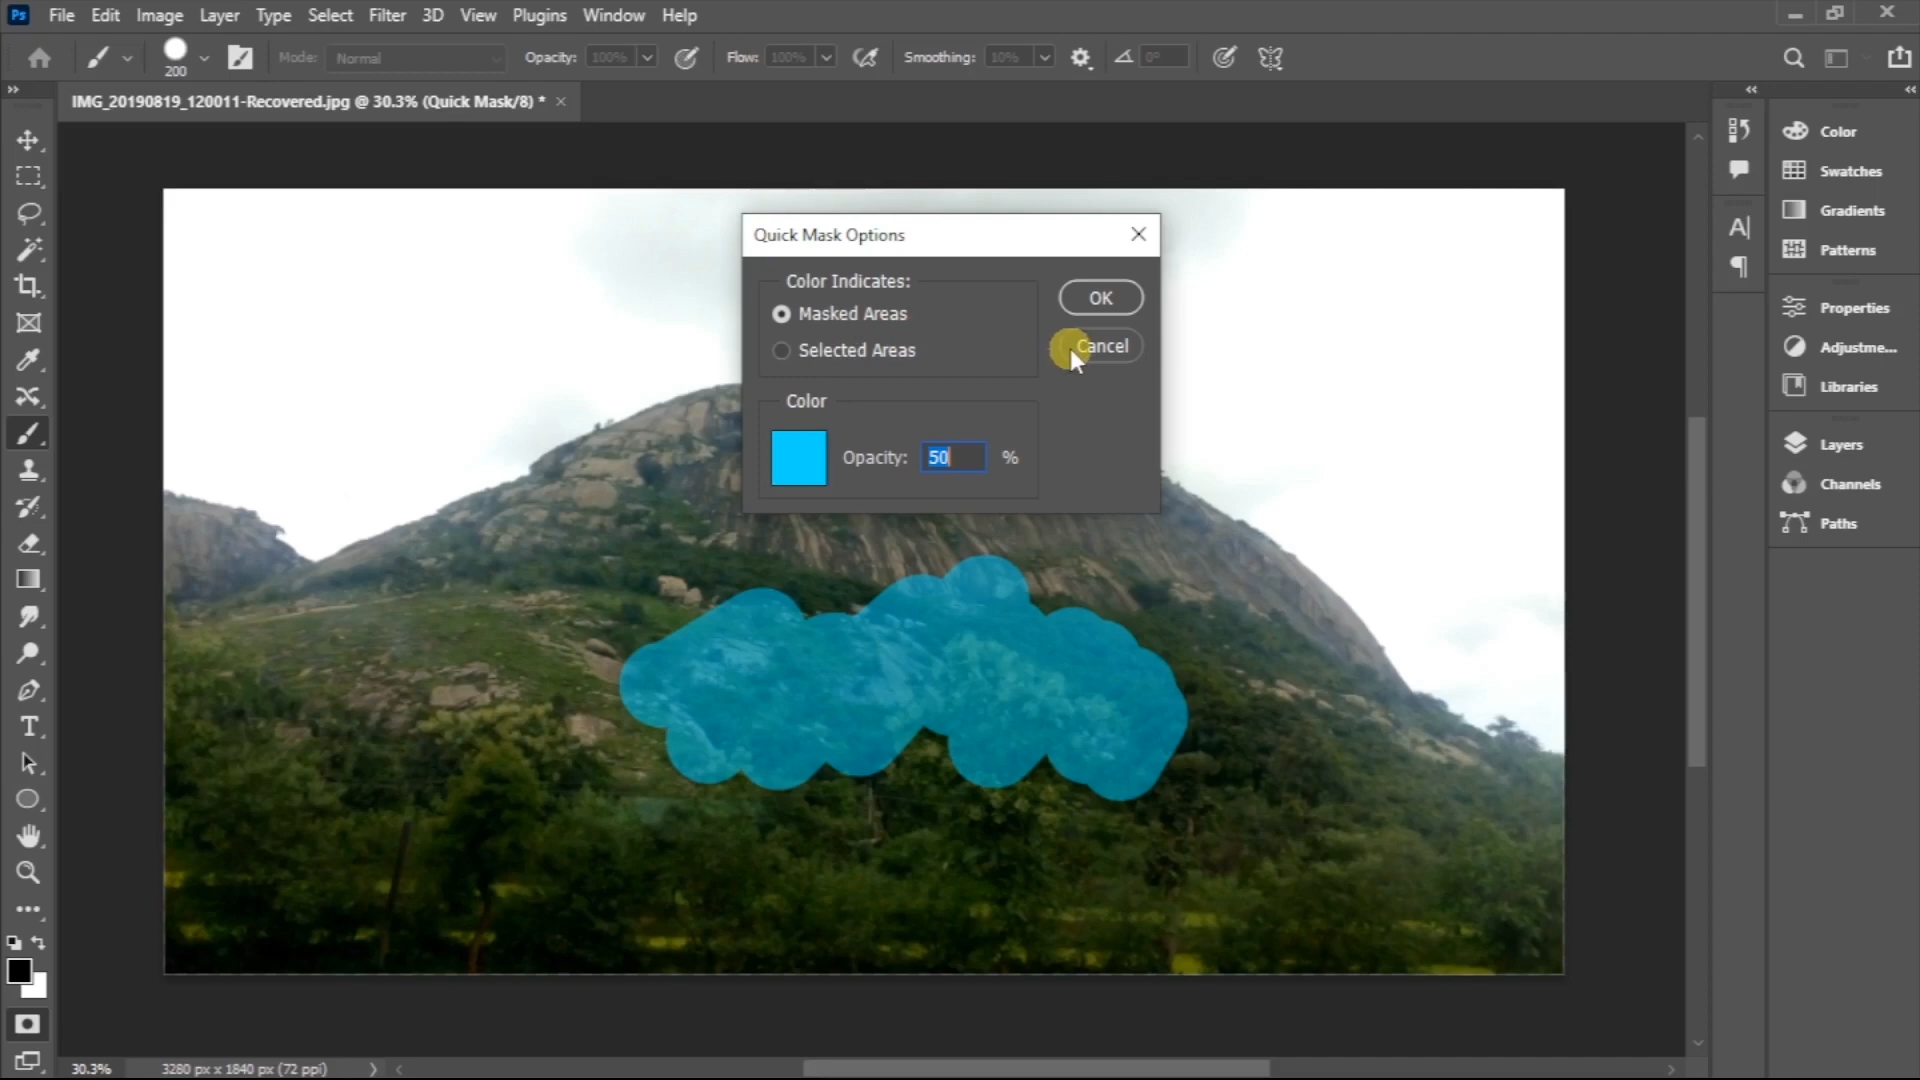 Ps File Edit Image Layer Type Select Filter 3D View Plugins Window Help
200 Mode: Normal Opacity: 100% Flow: 100% Smoothing: 10% 0°
IMG_20190819_120011-Recovered.jpg @ 30.3% (Quick Mask/8) *
Quick Mask Options
Color Indicates:
Masked Areas
Selected Areas
OK
Cancel
Color
Opacity: 50 %
Color
Swatches
Gradients
Patterns
Properties
Adjustme...
Libraries
Layers
Channels
Paths
30.3% 3280 px x 1840 px (72 ppi)